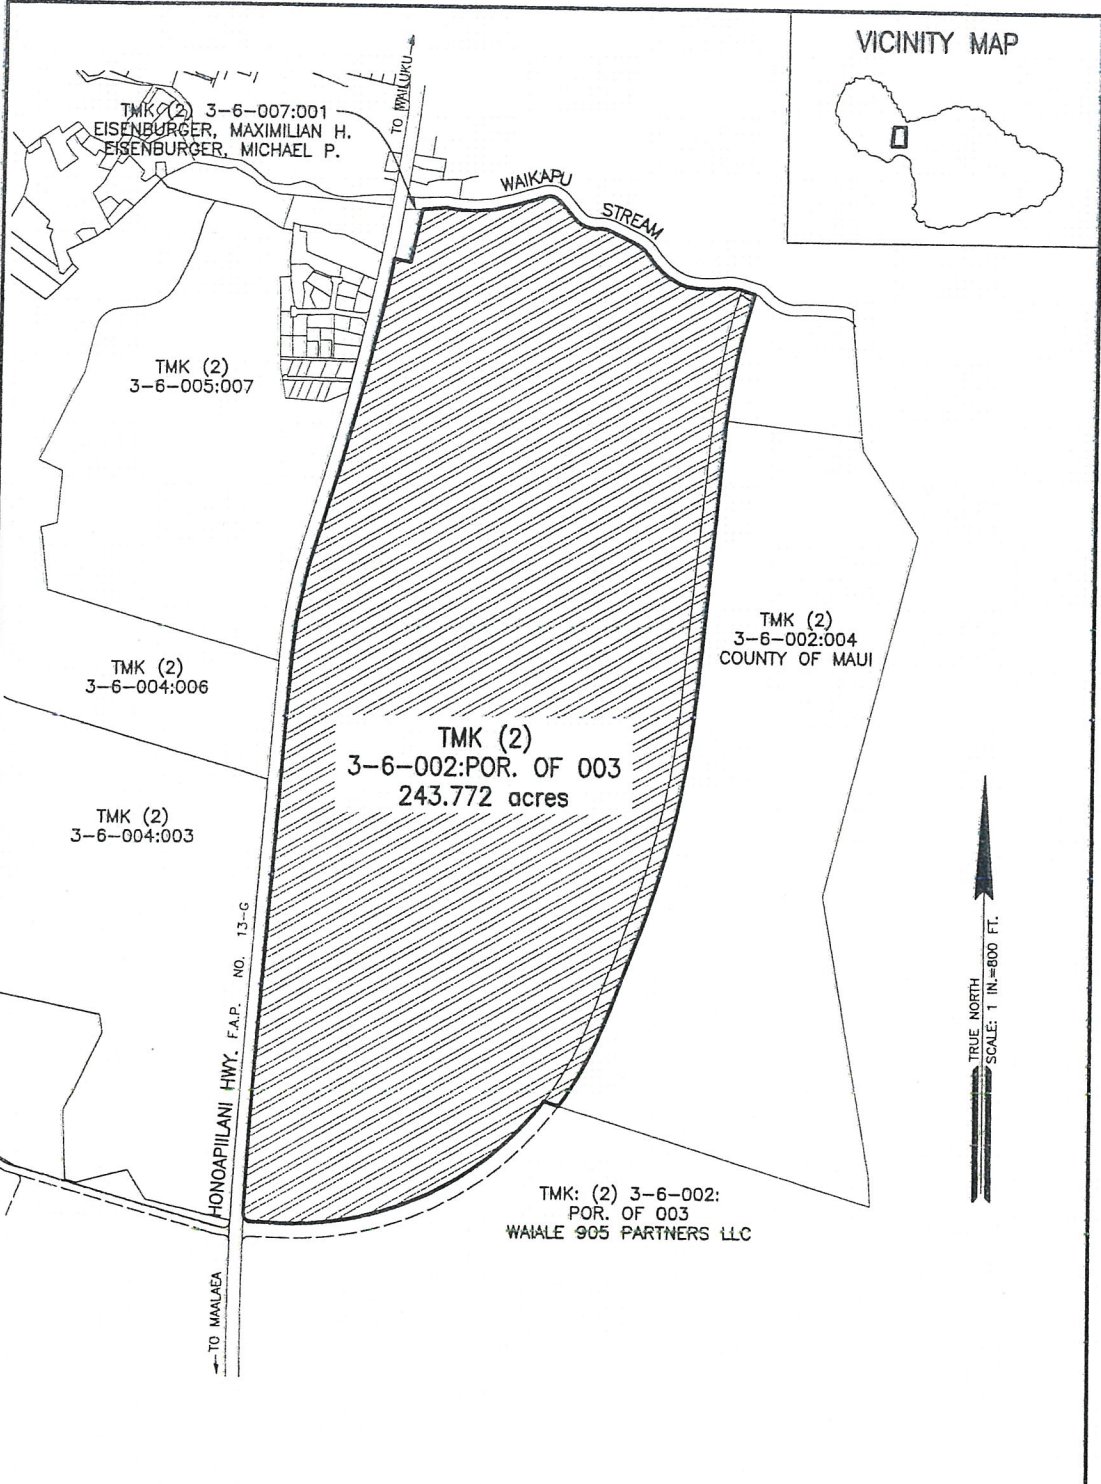 VICINITY MAP
TO WAILUKU
TMK (2) 3-6-007:001
EISENBURGER, MAXIMILIAN H.
EISENBURGER, MICHAEL P.
WAIKAPU
STREAM
TMK (2)
3-6-005:007
TMK (2)
3-6-002:004
COUNTY OF MAUI
TMK (2)
3-6-004:006
TMK (2)
3-6-002:POR. OF 003
243.772 acres
TMK (2)
3-6-004:003
HONOAPIILANI HWY. F.A.P. NO. 13-G
TRUE NORTH
SCALE: 1 IN.=800 FT.
TMK: (2) 3-6-002:
POR. OF 003
WAIALE 905 PARTNERS LLC
TO MAALAEA